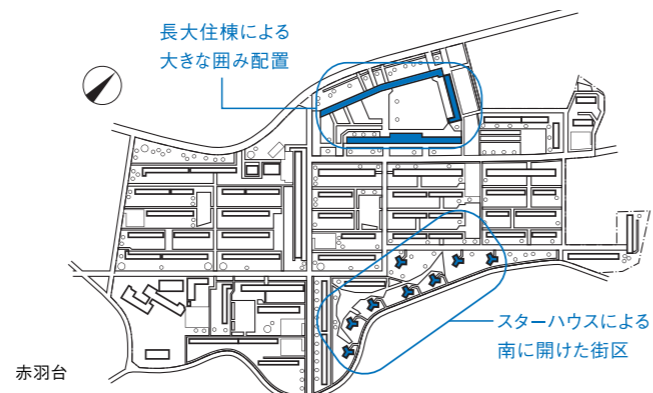 長大住棟による
大きな囲み配置
スターハウスによる
南に開けた街区
赤羽台